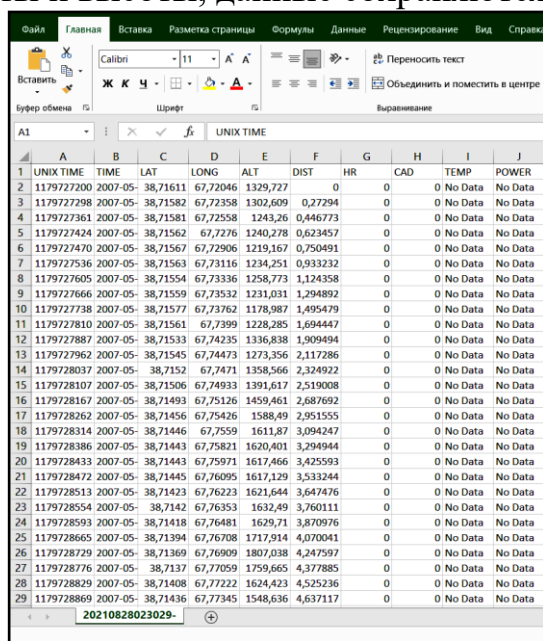 Файл Главная Вставка Разметка страницы Формулы Данные Рецензирование Вид Справка
Вставить Calibri 11
Ж К Ч
Переносить текст
Объединить и поместить в центре
Буфер обмена Шрифт Выравнивание
A1 fx UNIX TIME
A B C D E F G H I J
1 UNIX TIME TIME LAT LONG ALT DIST HR CAD TEMP POWER
2 1179727200 2007-05- 38,71611 67,72046 1329,727 0 0 0 No Data No Data
3 1179727298 2007-05- 38,71582 67,72358 1302,609 0,27294 0 0 No Data No Data
4 1179727361 2007-05- 38,71581 67,72558 1243,26 0,446773 0 0 No Data No Data
5 1179727424 2007-05- 38,71562 67,7276 1240,278 0,623457 0 0 No Data No Data
6 1179727470 2007-05- 38,71567 67,72906 1219,167 0,750491 0 0 No Data No Data
7 1179727536 2007-05- 38,71563 67,73116 1234,251 0,933232 0 0 No Data No Data
8 1179727605 2007-05- 38,71554 67,73336 1258,773 1,124358 0 0 No Data No Data
9 1179727666 2007-05- 38,71559 67,73532 1231,031 1,294892 0 0 No Data No Data
10 1179727738 2007-05- 38,71577 67,73762 1178,987 1,495479 0 0 No Data No Data
11 1179727810 2007-05- 38,71561 67,7399 1228,285 1,694447 0 0 No Data No Data
12 1179727887 2007-05- 38,71533 67,74235 1336,838 1,909494 0 0 No Data No Data
13 1179727962 2007-05- 38,71545 67,74473 1273,356 2,117286 0 0 No Data No Data
14 1179728037 2007-05- 38,7152 67,7471 1358,566 2,324922 0 0 No Data No Data
15 1179728107 2007-05- 38,71506 67,74933 1391,617 2,519008 0 0 No Data No Data
16 1179728167 2007-05- 38,71493 67,75126 1459,461 2,687692 0 0 No Data No Data
17 1179728262 2007-05- 38,71456 67,75426 1588,49 2,951555 0 0 No Data No Data
18 1179728314 2007-05- 38,71446 67,7559 1611,87 3,094247 0 0 No Data No Data
19 1179728386 2007-05- 38,71443 67,75821 1620,401 3,294944 0 0 No Data No Data
20 1179728433 2007-05- 38,71443 67,75971 1617,466 3,425593 0 0 No Data No Data
21 1179728472 2007-05- 38,71445 67,76095 1617,129 3,533244 0 0 No Data No Data
22 1179728513 2007-05- 38,71423 67,76223 1621,644 3,647476 0 0 No Data No Data
23 1179728554 2007-05- 38,7142 67,76353 1632,49 3,760111 0 0 No Data No Data
24 1179728593 2007-05- 38,71418 67,76481 1629,71 3,870976 0 0 No Data No Data
25 1179728665 2007-05- 38,71394 67,76708 1717,914 4,070041 0 0 No Data No Data
26 1179728729 2007-05- 38,71369 67,76909 1807,038 4,247597 0 0 No Data No Data
27 1179728776 2007-05- 38,7137 67,77059 1759,665 4,377885 0 0 No Data No Data
28 1179728829 2007-05- 38,71408 67,77222 1624,423 4,525236 0 0 No Data No Data
29 1179728869 2007-05- 38,71436 67,77345 1548,636 4,637117 0 0 No Data No Data
20210828023029-